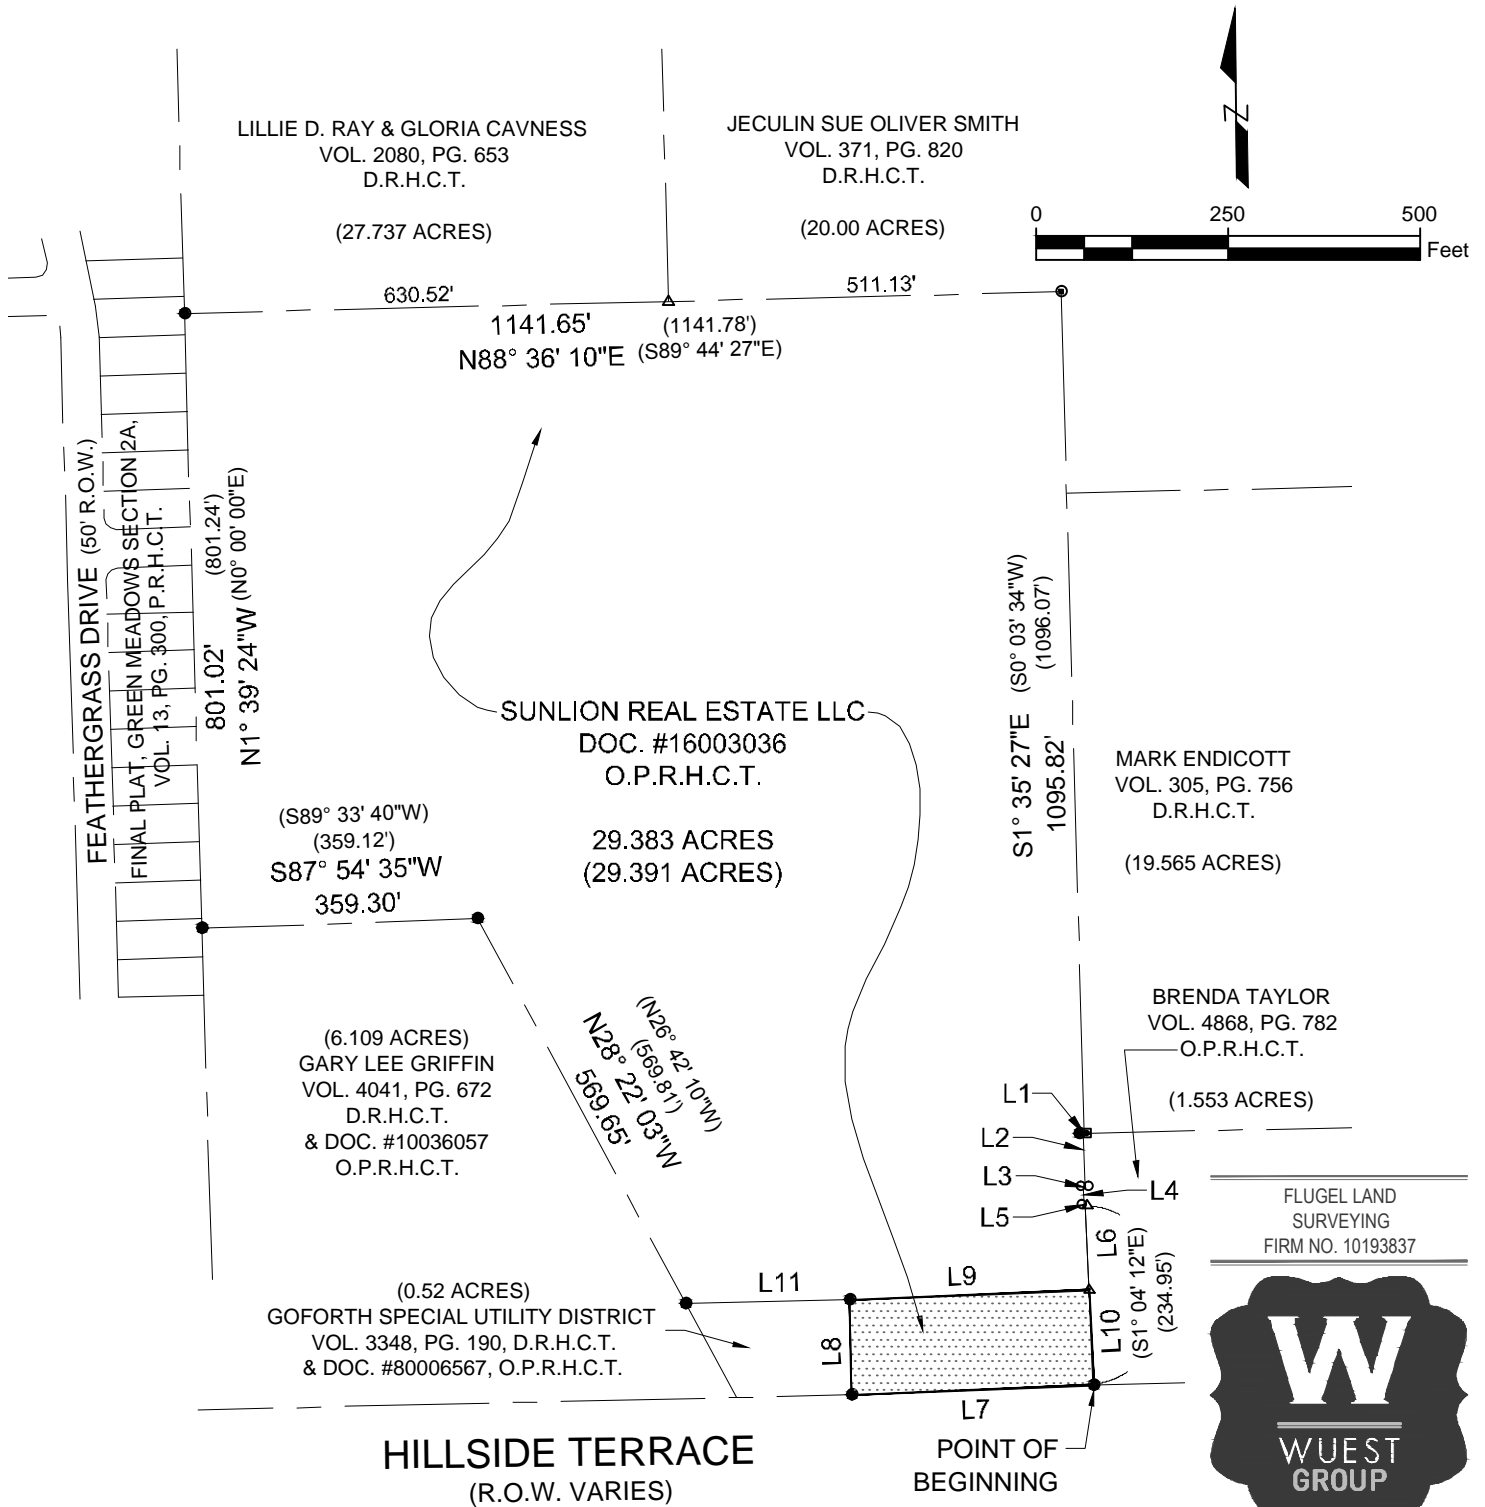 LILLIE D. RAY & GLORIA CAVNESS
VOL. 2080, PG. 653
D.R.H.C.T.
(27.737 ACRES)
JECULIN SUE OLIVER SMITH
VOL. 371, PG. 820
D.R.H.C.T.
(20.00 ACRES)
N
0 250 500
Feet
630.52'
511.13'
1141.65'
N88° 36' 10"E
(1141.78')
(S89° 44' 27"E)
FEATHERGRASS DRIVE (50' R.O.W.)
FINAL PLAT, GREEN MEADOWS SECTION 2A,
VOL. 13, PG. 300, P.R.H.C.T.
(801.24')
801.02'
N1° 39' 24"W (N0° 00' 00"E)
SUNLION REAL ESTATE LLC
DOC. #16003036
O.P.R.H.C.T.
29.383 ACRES
(29.391 ACRES)
S1° 35' 27"E (S0° 03' 34"W)
1095.82' (1096.07')
MARK ENDICOTT
VOL. 305, PG. 756
D.R.H.C.T.
(19.565 ACRES)
(S89° 33' 40"W)
(359.12')
S87° 54' 35"W
359.30'
(N26° 42' 10"W)
(569.81')
N28° 22' 03"W
569.65'
(6.109 ACRES)
GARY LEE GRIFFIN
VOL. 4041, PG. 672
D.R.H.C.T.
& DOC. #10036057
O.P.R.H.C.T.
BRENDA TAYLOR
VOL. 4868, PG. 782
O.P.R.H.C.T.
(1.553 ACRES)
L1
L2
L3
L4
L5
L6
L10
(S1° 04' 12"E)
(234.95')
FLUGEL LAND
SURVEYING
FIRM NO. 10193837
(0.52 ACRES)
GOFORTH SPECIAL UTILITY DISTRICT
VOL. 3348, PG. 190, D.R.H.C.T.
& DOC. #80006567, O.P.R.H.C.T.
L11
L9
L8
L7
HILLSIDE TERRACE
(R.O.W. VARIES)
POINT OF
BEGINNING
W
WUEST
GROUP